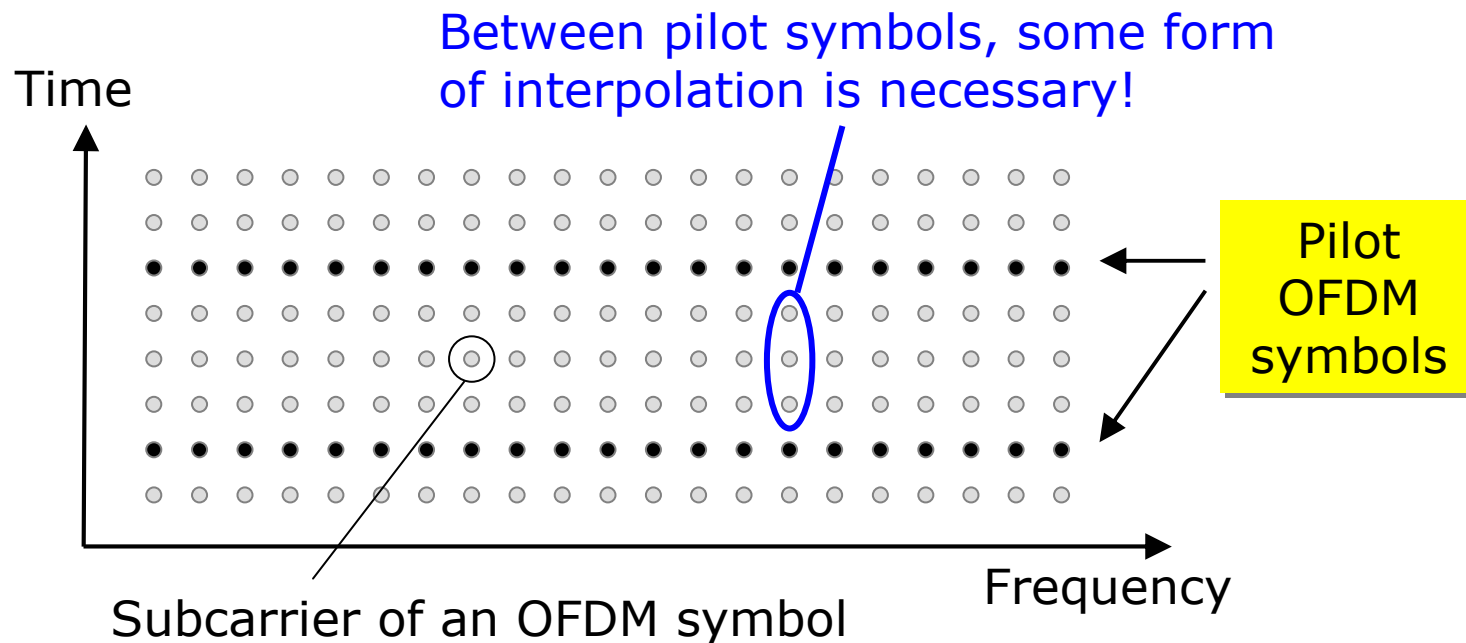 Between pilot symbols, some form
of interpolation is necessary!
Time
Pilot
OFDM
symbols
Frequency
Subcarrier of an OFDM symbol